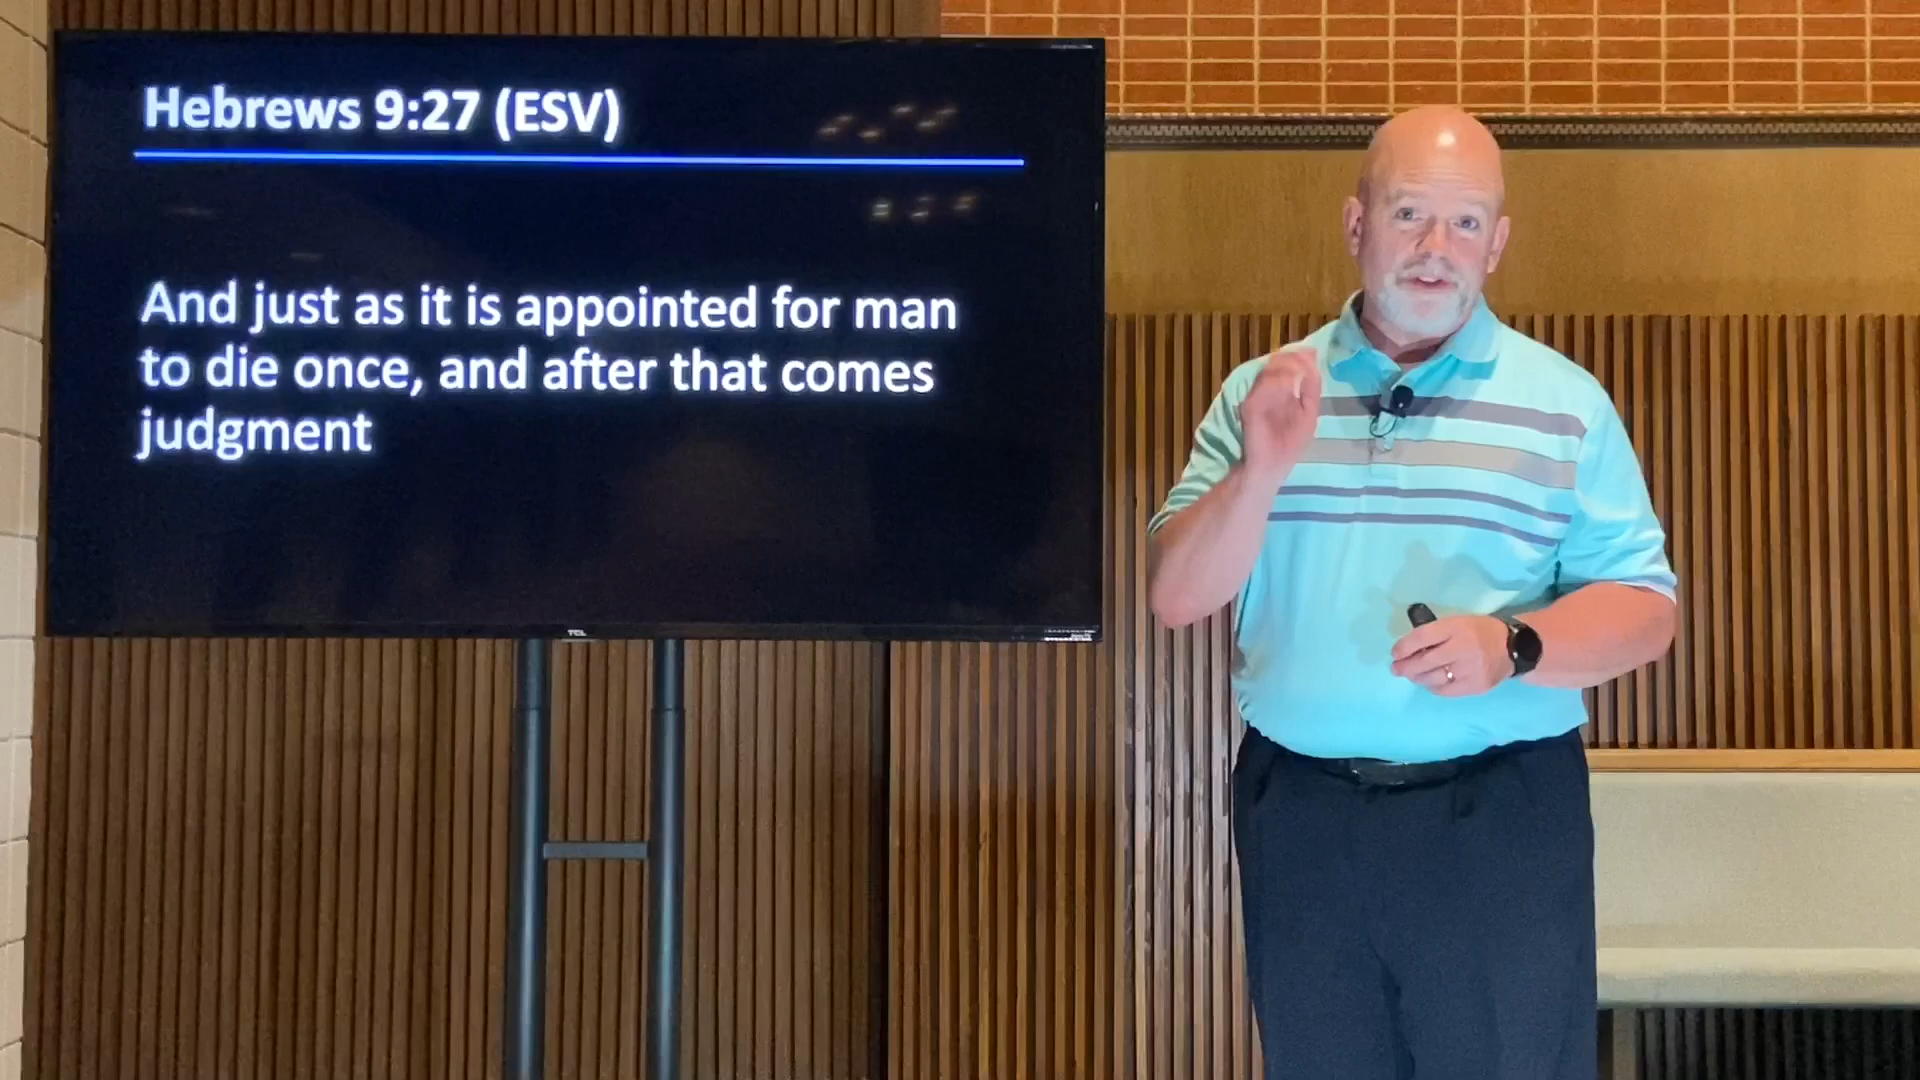 Hebrews 9:27 (ESV)
And just as it is appointed for man
to die once, and after that comes
judgment
TCL